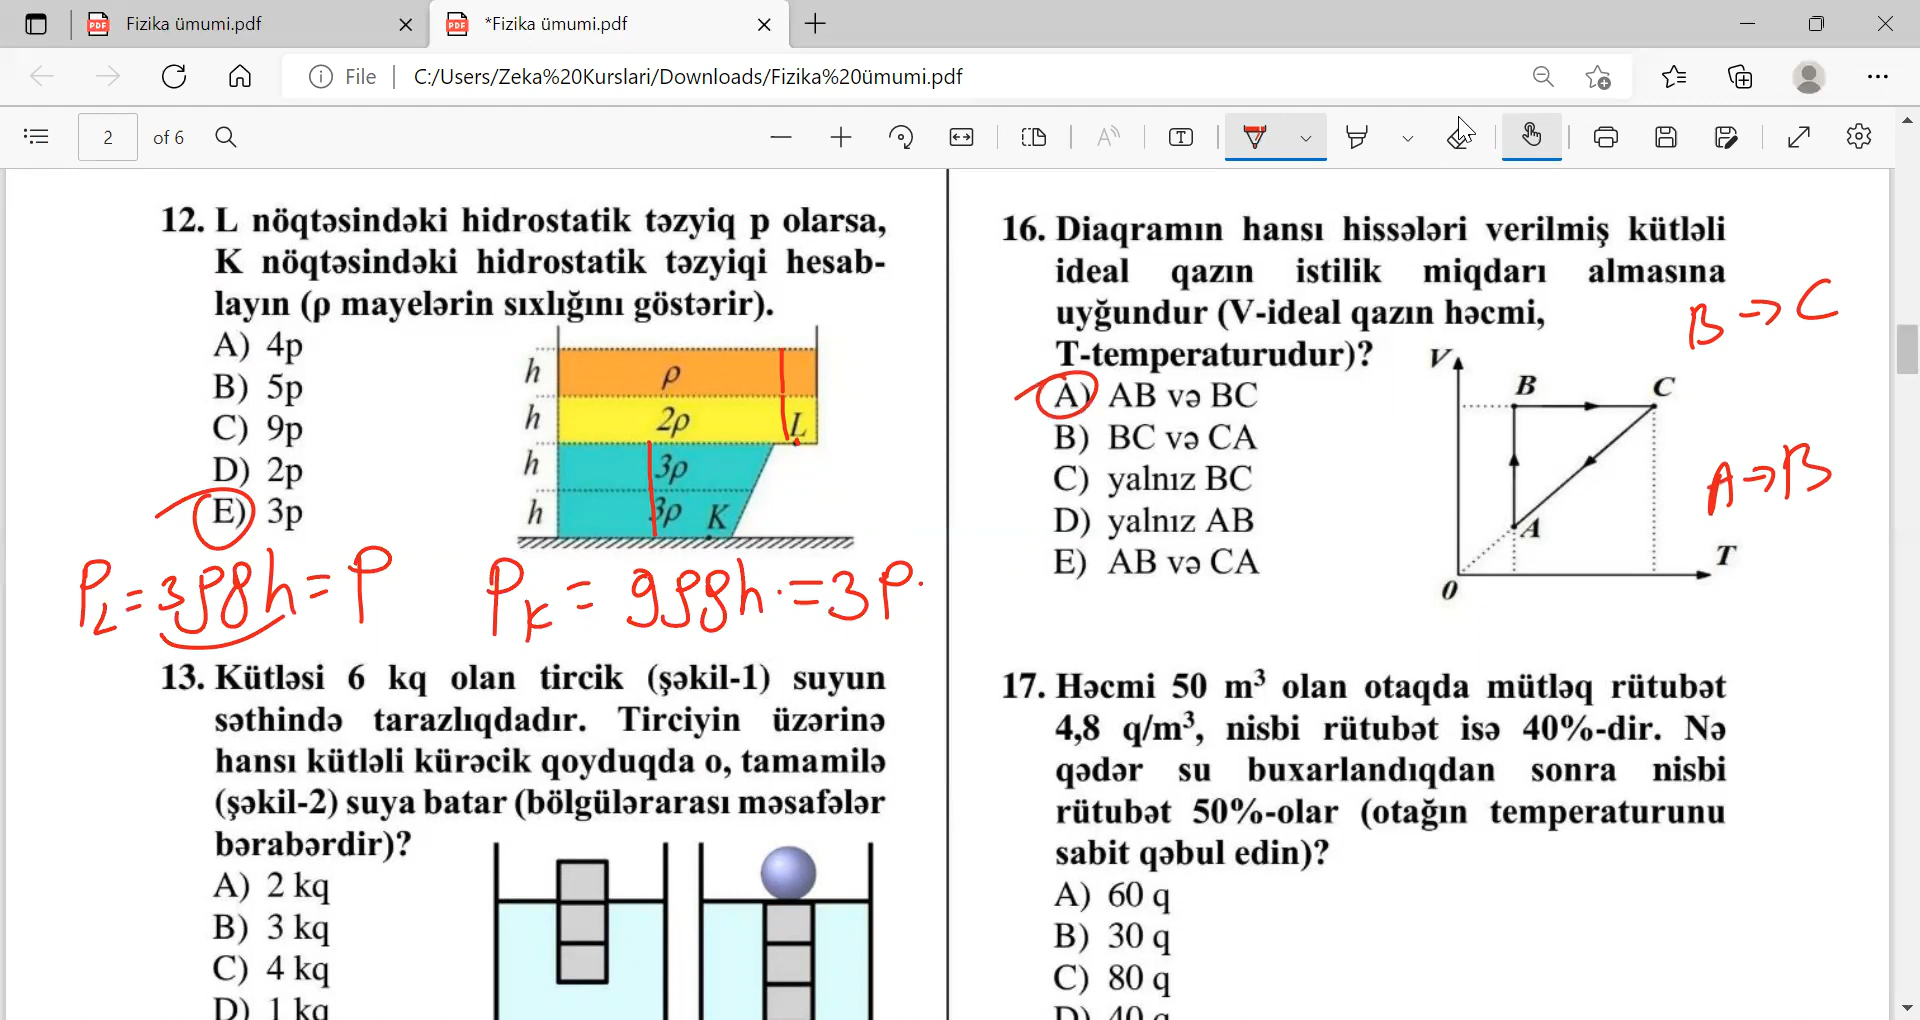 Fizika ümumi.pdf
*Fizika ümumi.pdf
File
C:/Users/Zeka%20Kurslari/Downloads/Fizika%20ümumi.pdf
2 of 6
12. L nöqtəsindəki hidrostatik təzyiq p olarsa,
K nöqtəsindəki hidrostatik təzyiqi hesab-
layın (ρ mayelərin sıxlığını göstərir).
A) 4p
B) 5p
C) 9p
D) 2p
E) 3p
h ρ
h 2ρ L
h 3ρ
h 3ρ K
P_L = 3ρgh = P
P_K = 9ρgh. = 3P.
13. Kütləsi 6 kq olan tircik (şəkil-1) suyun
səthində tarazlıqdadır. Tirciyin üzərinə
hansı kütləli kürəcik qoyduqda o, tamamilə
(şəkil-2) suya batar (bölgülərarası məsafələr
bərabərdir)?
A) 2 kq
B) 3 kq
C) 4 kq
D) 1 kq
16. Diaqramın hansı hissələri verilmiş kütləli
ideal qazın istilik miqdarı almasına
uyğundur (V-ideal qazın həcmi,
T-temperaturudur)?
A) AB və BC
B) BC və CA
C) yalnız BC
D) yalnız AB
E) AB və CA
V
B
C
A
T
0
B => C
A => B
17. Həcmi 50 m³ olan otaqda mütləq rütubət
4,8 q/m³, nisbi rütubət isə 40%-dir. Nə
qədər su buxarlandıqdan sonra nisbi
rütubət 50%-olar (otağın temperaturunu
sabit qəbul edin)?
A) 60 q
B) 30 q
C) 80 q
D) 40 q